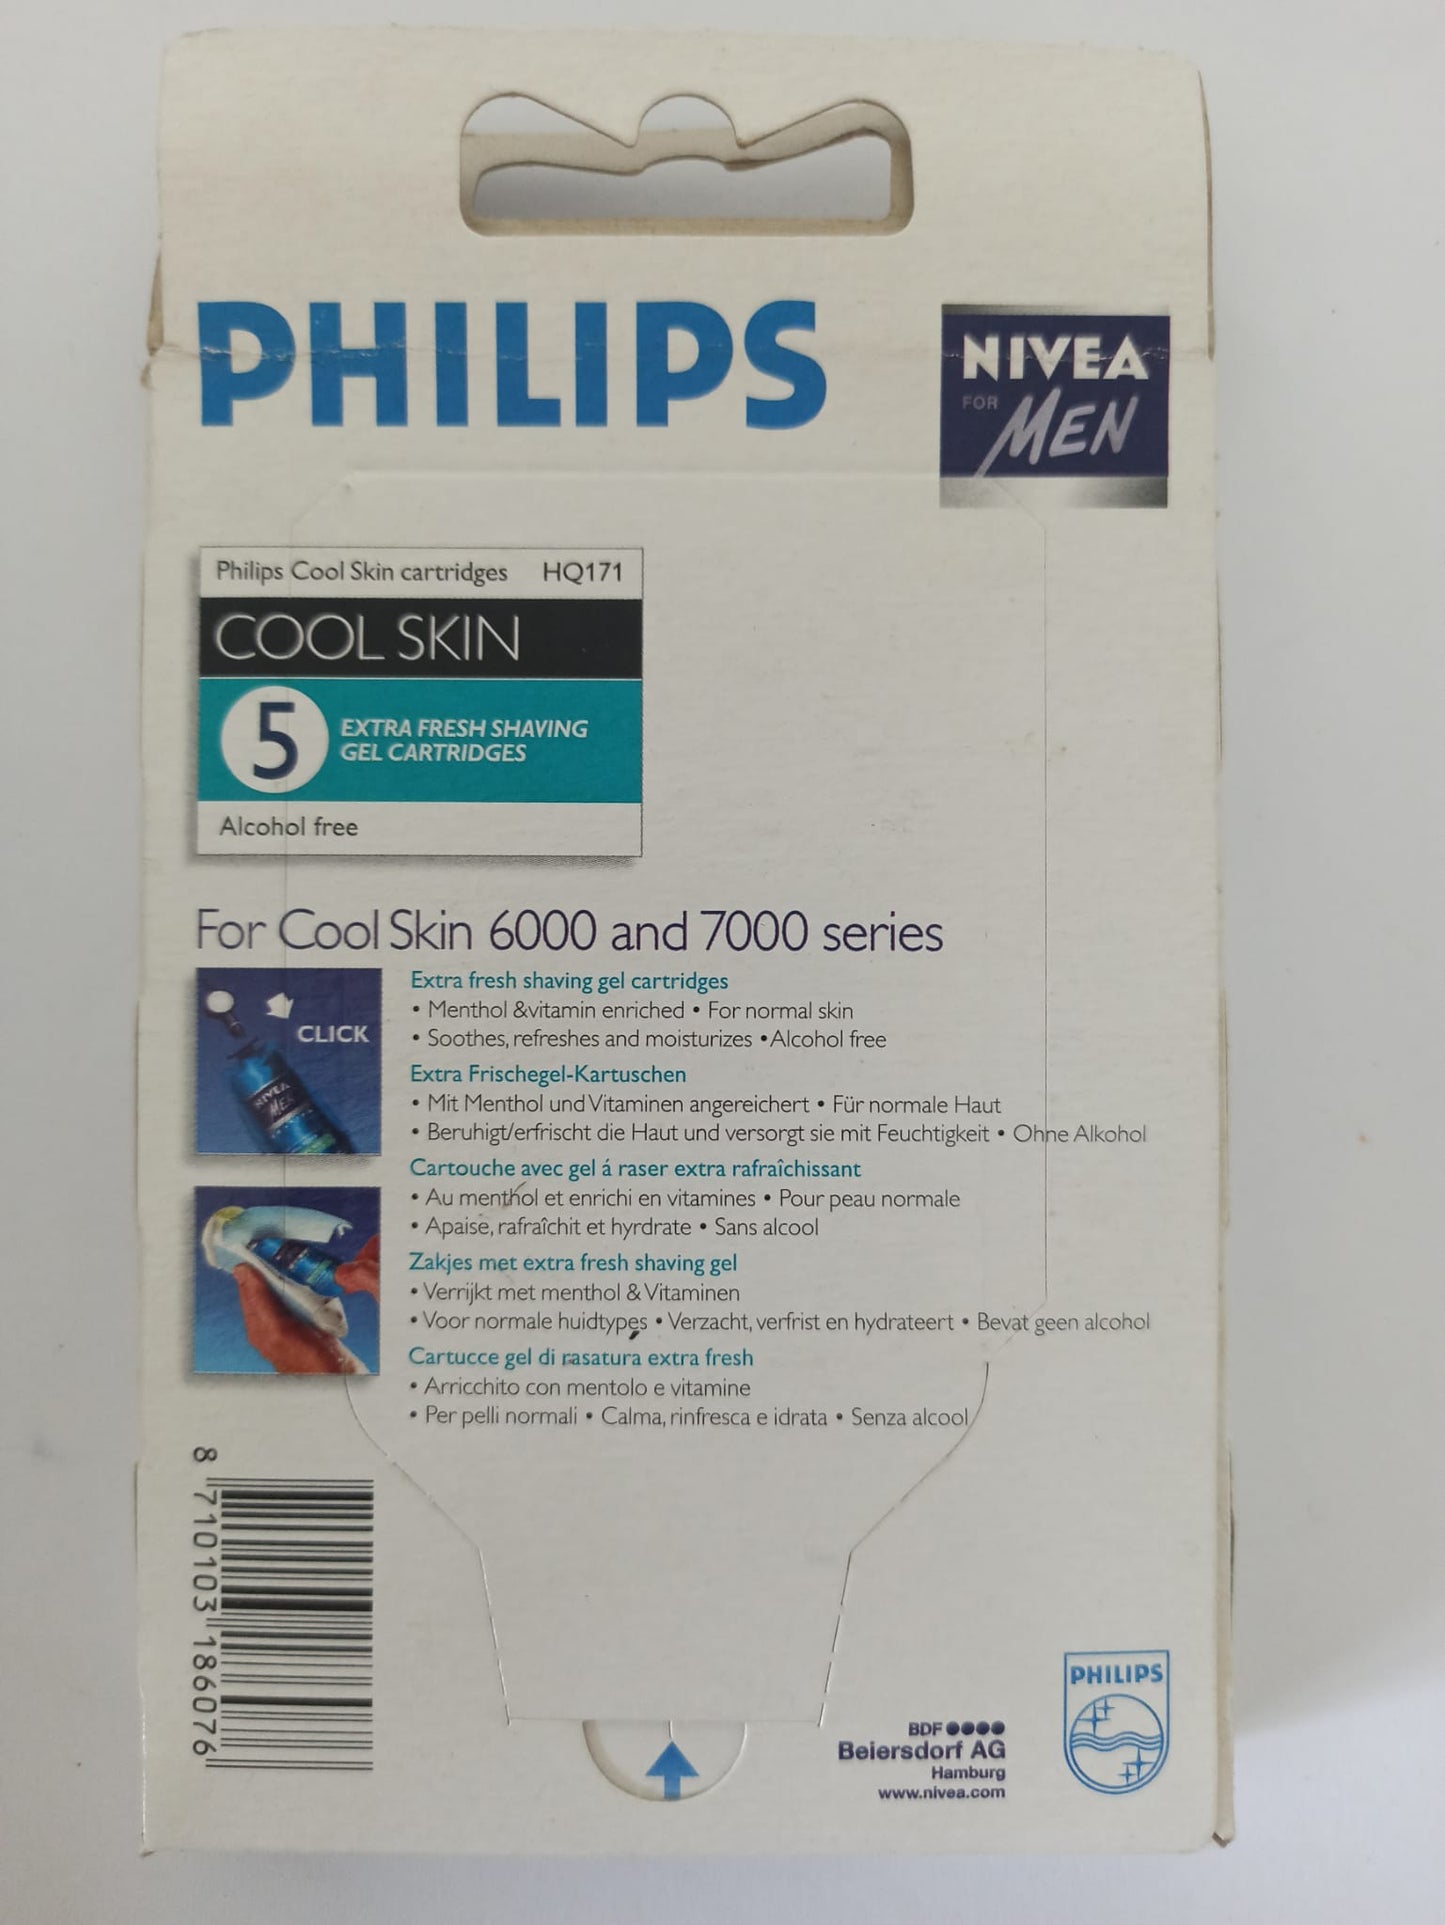 PHILIPS
NIVEA
FOR MEN
Philips Cool Skin cartridges HQ171
COOL SKIN
5 EXTRA FRESH SHAVING
GEL CARTRIDGES
Alcohol free
For Cool Skin 6000 and 7000 series
CLICK
NIVEA
MEN
Extra fresh shaving gel cartridges
• Menthol &vitamin enriched • For normal skin
• Soothes, refreshes and moisturizes •Alcohol free
Extra Frischegel-Kartuschen
• Mit Menthol und Vitaminen angereichert • Für normale Haut
• Beruhigt/erfrischt die Haut und versorgt sie mit Feuchtigkeit • Ohne Alkohol
Cartouche avec gel á raser extra rafraîchissant
• Au menthol et enrichi en vitamines • Pour peau normale
• Apaise, rafraîchit et hyrdrate • Sans alcool
Zakjes met extra fresh shaving gel
• Verrijkt met menthol & Vitaminen
• Voor normale huidtypes • Verzacht, verfrist en hydrateert • Bevat geen alcohol
Cartucce gel di rasatura extra fresh
• Arricchito con mentolo e vitamine
• Per pelli normali • Calma, rinfresca e idrata • Senza alcool
8 710103 186076
BDF ●●●●
Beiersdorf AG
Hamburg
www.nivea.com
PHILIPS